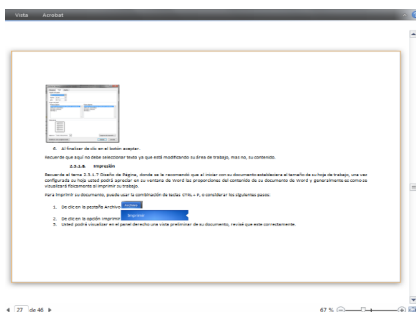 Vista Acrobat
6. Al finalizar de clic en el botón aceptar.
Recuerde que aquí no debe seleccionar texto ya que está modificando su área de trabajo, mas no, su contenido.
2.5.1.8. Impresión
Recuerda el tema 2.5.1.7 Diseño de Página, donde se le recomendó que al iniciar con su documento estableciera el tamaño de su hoja de trabajo, una vez
configurada su hoja usted podrá apreciar en su ventana de Word las proporciones del contenido de su documento de Word y generalmente es como se
visualizará físicamente al imprimir su trabajo.
Para imprimir su documento, puede usar la combinación de teclas CTRL + P, o considerar los siguientes pasos:
1. De clic en la pestaña Archivo
2. De clic en la opción imprimir
Imprimir
3. Usted podrá visualizar en el panel derecho una vista preliminar de su documento, revisé que este correctamente.
27 de 46
67 %